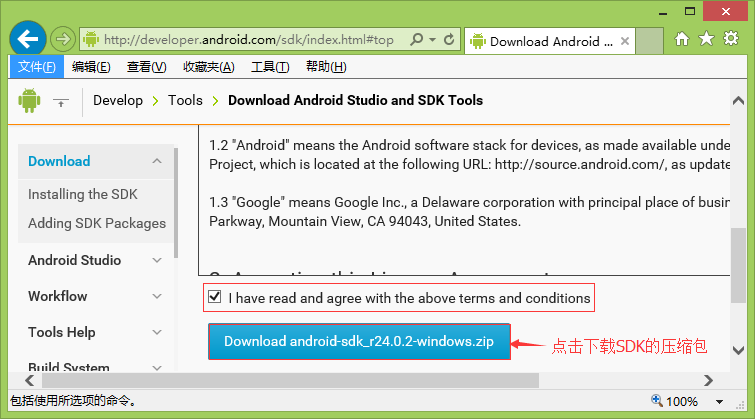 http://developer.android.com/sdk/index.html#top
Download Android ...
文件(F) 编辑(E) 查看(V) 收藏夹(A) 工具(T) 帮助(H)
Develop > Tools > Download Android Studio and SDK Tools
Download
Installing the SDK
Adding SDK Packages
Android Studio
Workflow
Tools Help
Build System
1.2 "Android" means the Android software stack for devices, as made available unde
Project, which is located at the following URL: http://source.android.com/, as update
1.3 "Google" means Google Inc., a Delaware corporation with principal place of busin
Parkway, Mountain View, CA 94043, United States.
I have read and agree with the above terms and conditions
Download android-sdk_r24.0.2-windows.zip
点击下载SDK的压缩包
包括使用所选项的命令。
100%